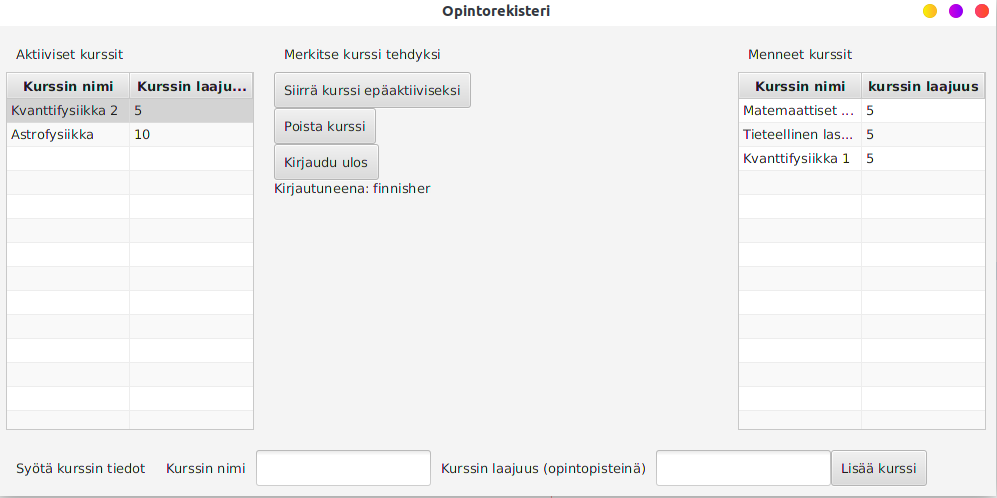 Opintorekisteri
Aktiiviset kurssit
Merkitse kurssi tehdyksi
Menneet kurssit
Kurssin nimi Kurssin laaju...
Kvanttifysiikka 2 5
Astrofysiikka 10
Siirrä kurssi epäaktiiviseksi
Poista kurssi
Kirjaudu ulos
Kirjautuneena: finnisher
Kurssin nimi kurssin laajuus
Matemaattiset ... 5
Tieteellinen las... 5
Kvanttifysiikka 1 5
Syötä kurssin tiedot Kurssin nimi Kurssin laajuus (opintopisteinä) Lisää kurssi